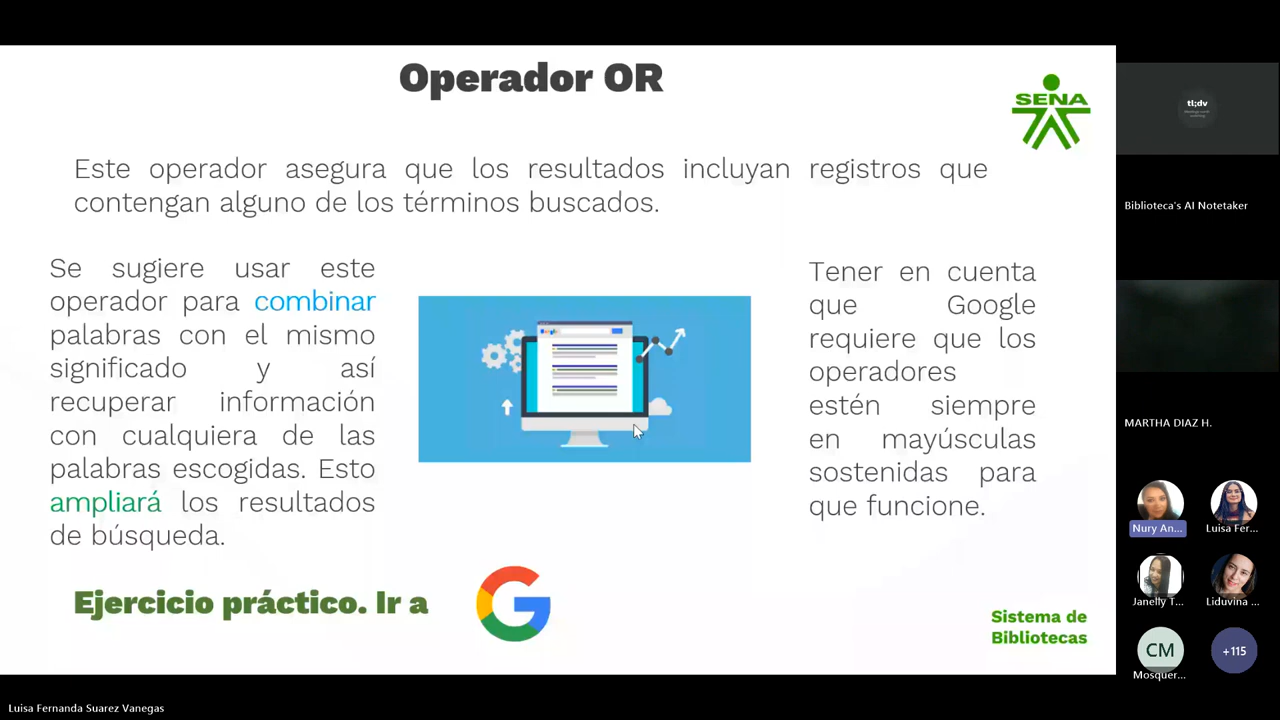 Operador OR
SENA
Este operador asegura que los resultados incluyan registros que
contengan alguno de los términos buscados.
Se sugiere usar este
operador para combinar
palabras con el mismo
significado y así
recuperar información
con cualquiera de las
palabras escogidas. Esto
ampliará los resultados
de búsqueda.
Tener en cuenta
que Google
requiere que los
operadores
estén siempre
en mayúsculas
sostenidas para
que funcione.
Ejercicio práctico. Ir a
G
Sistema de
Bibliotecas
tl;dv
Biblioteca's AI Notetaker
MARTHA DIAZ H.
Nury An...
Luisa Fer...
Janelly T...
Liduvina ...
CM
Mosquer...
+115
Luisa Fernanda Suarez Vanegas